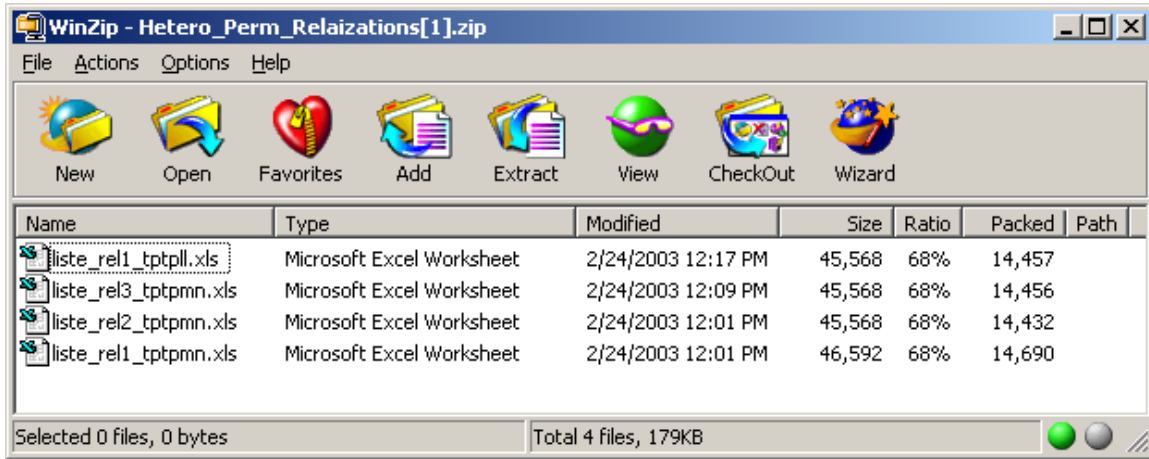 WinZip - Hetero_Perm_Relaizations[1].zip
File Actions Options Help
New Open Favorites Add Extract View CheckOut Wizard
Name Type Modified Size Ratio Packed Path
liste_rel1_tptpll.xls Microsoft Excel Worksheet 2/24/2003 12:17 PM 45,568 68% 14,457
liste_rel3_tptpmn.xls Microsoft Excel Worksheet 2/24/2003 12:09 PM 45,568 68% 14,456
liste_rel2_tptpmn.xls Microsoft Excel Worksheet 2/24/2003 12:01 PM 45,568 68% 14,432
liste_rel1_tptpmn.xls Microsoft Excel Worksheet 2/24/2003 12:01 PM 46,592 68% 14,690
Selected 0 files, 0 bytes Total 4 files, 179KB